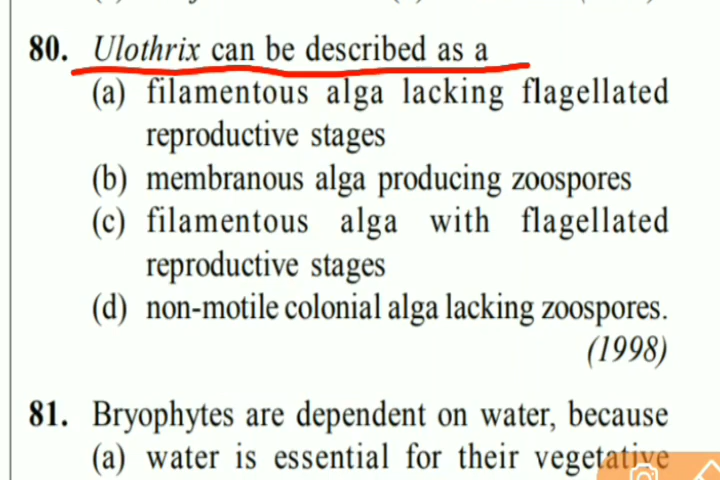 80. Ulothrix can be described as a
(a) filamentous alga lacking flagellated
reproductive stages
(b) membranous alga producing zoospores
(c) filamentous alga with flagellated
reproductive stages
(d) non-motile colonial alga lacking zoospores.
(1998)
81. Bryophytes are dependent on water, because
(a) water is essential for their vegetative